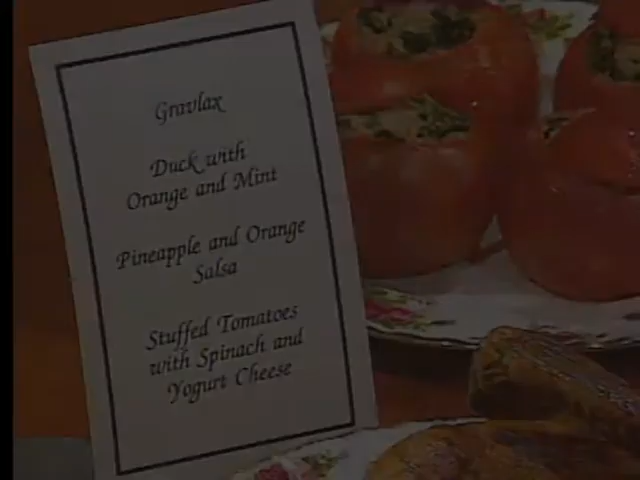 Gravlax
Duck with
Orange and Mint
Pineapple and Orange
Salsa
Stuffed Tomatoes
with Spinach and
Yogurt Cheese